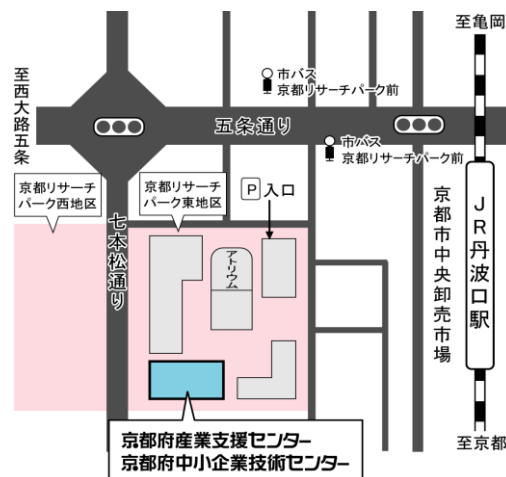 至亀岡
市バス
京都リサーチパーク前
至西大路五条
五条通り
市バス
京都リサーチパーク前
京都リサーチ
パーク西地区
京都リサーチ
パーク東地区
P 入口
七本松通り
アトリウム
京都市中央卸売市場
JR丹波口駅
京都府産業支援センター
京都府中小企業技術センター
至京都